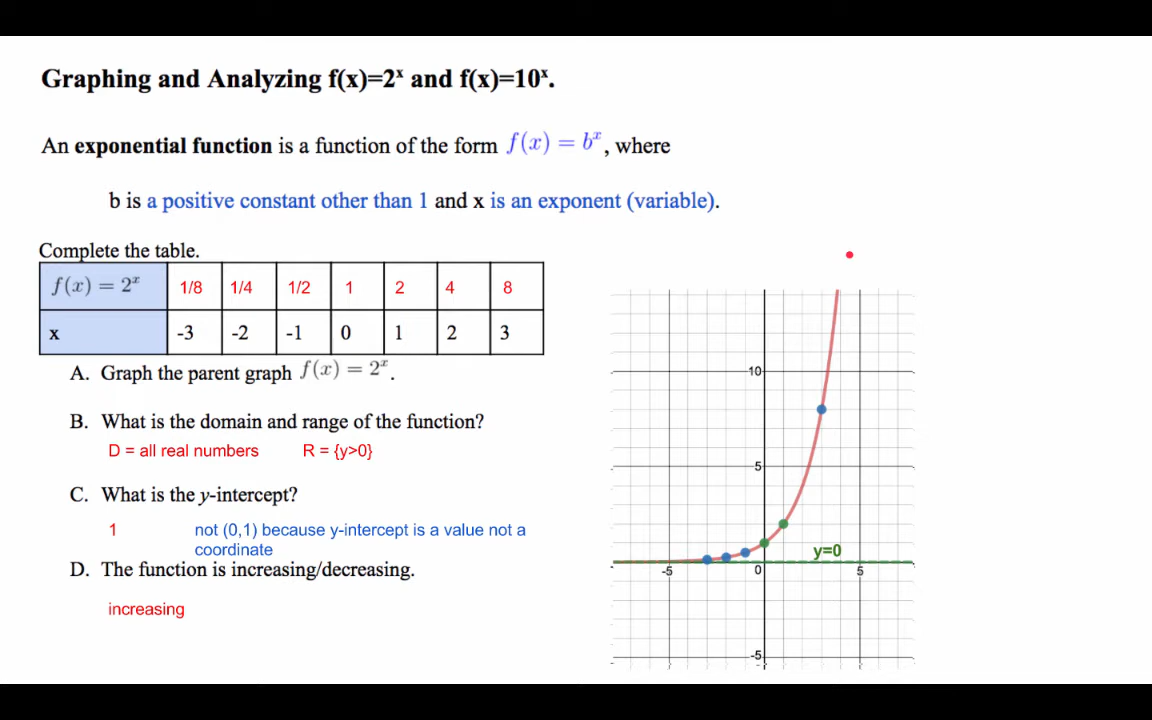 Graphing and Analyzing f(x)=2ˣ and f(x)=10ˣ.
An exponential function is a function of the form f(x) = bˣ, where
b is a positive constant other than 1 and x is an exponent (variable).
Complete the table.
f(x) = 2ˣ 1/8 1/4 1/2 1 2 4 8
x -3 -2 -1 0 1 2 3
A. Graph the parent graph f(x) = 2ˣ.
B. What is the domain and range of the function?
D = all real numbers R = {y>0}
C. What is the y-intercept?
1 not (0,1) because y-intercept is a value not a
coordinate
D. The function is increasing/decreasing.
increasing
10
5
y=0
-5 0 5
-5